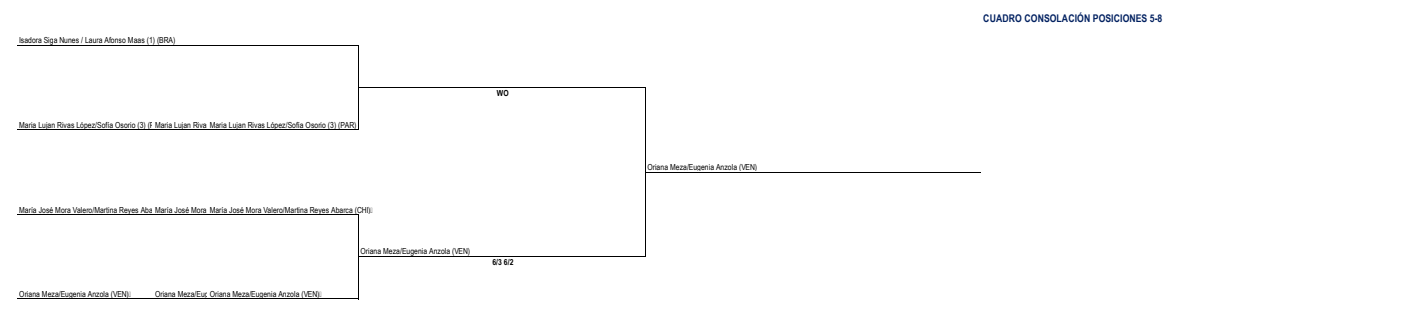 CUADRO CONSOLACIÓN POSICIONES 5-8
Isadora Siga Nunes / Laura Afonso Maas (1) (BRA)
WO
Maria Lujan Rivas López/Sofía Osorio (3) (F Maria Lujan Riva Maria Lujan Rivas López/Sofía Osorio (3) (PAR)
Oriana Meza/Eugenia Anzola (VEN)
María José Mora Valero/Martina Reyes Aba María José Mora María José Mora Valero/Martina Reyes Abarca (CHI)
Oriana Meza/Eugenia Anzola (VEN)
6/3 6/2
Oriana Meza/Eugenia Anzola (VEN) Oriana Meza/Eug Oriana Meza/Eugenia Anzola (VEN)